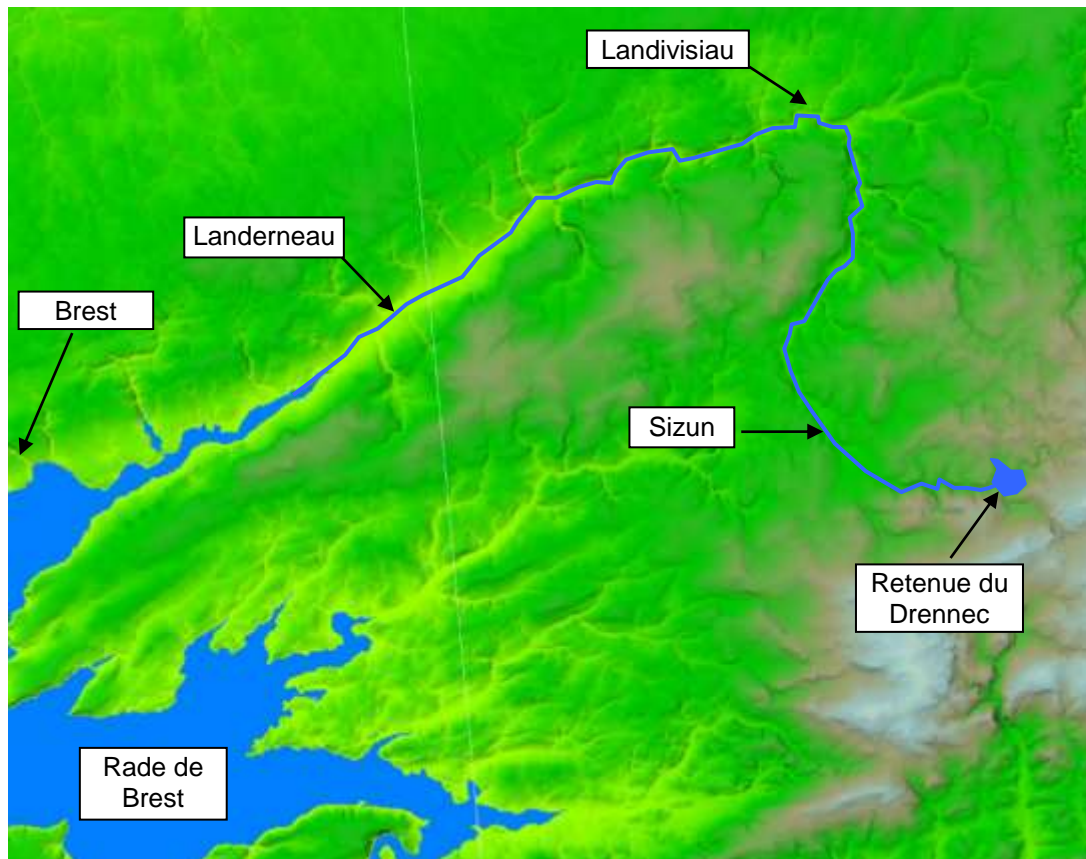 Landivisiau
Landerneau
Brest
Sizun
Retenue du
Drennec
Rade de
Brest